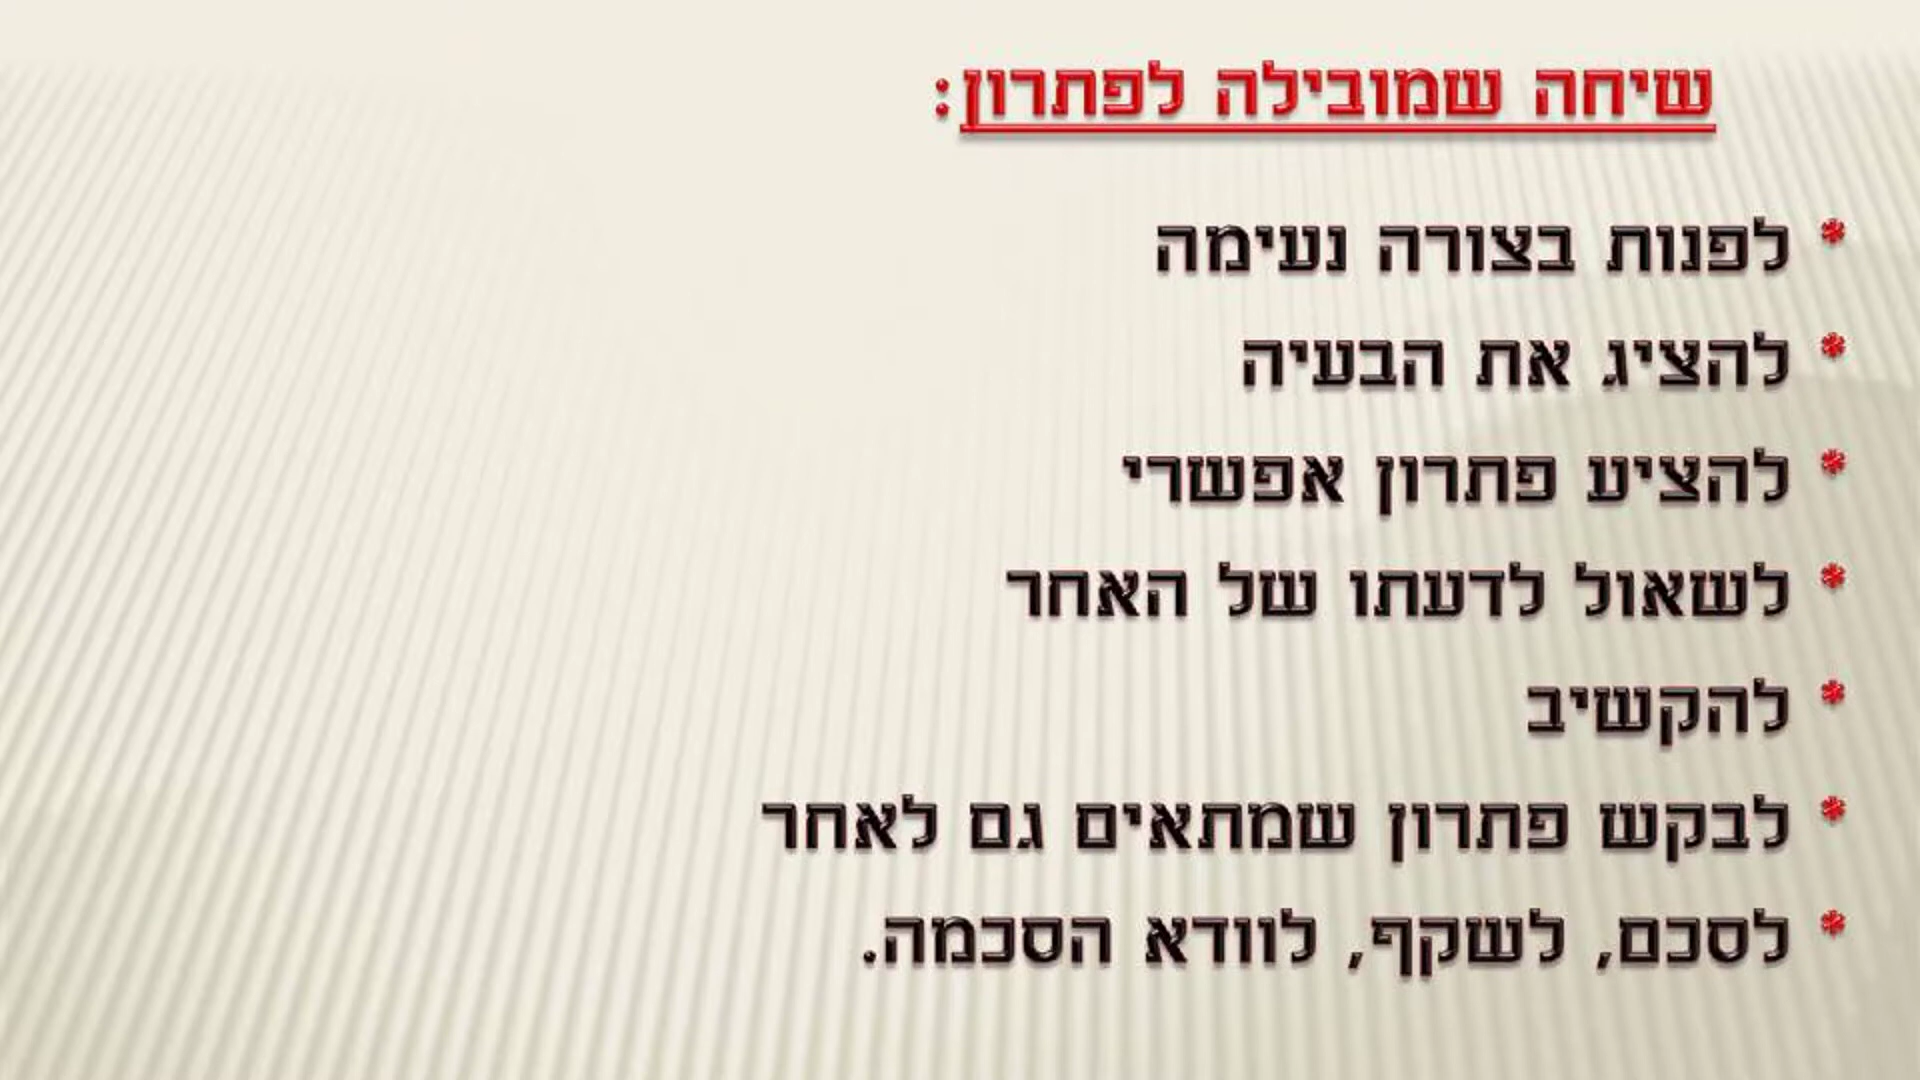 שיחה שמובילה לפתרון:
* לפנות בצורה נעימה
* להציג את הבעיה
* להציע פתרון אפשרי
* לשאול לדעתו של האחר
* להקשיב
* לבקש פתרון שמתאים גם לאחר
* לסכם, לשקף, לוודא הסכמה.